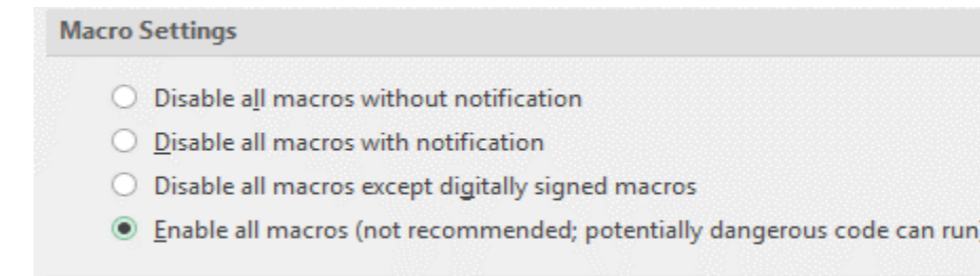 Macro Settings
Disable all macros without notification
Disable all macros with notification
Disable all macros except digitally signed macros
Enable all macros (not recommended; potentially dangerous code can run)